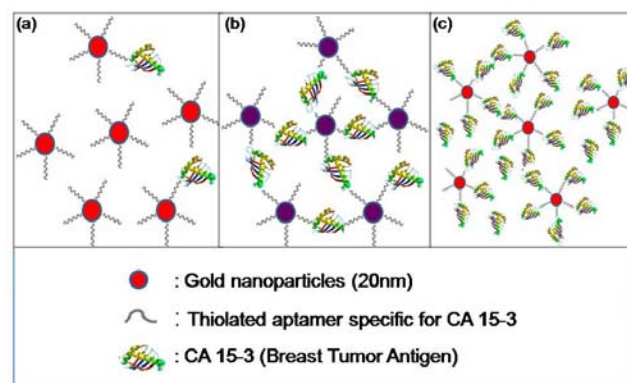 (a)
(b)
(c)
: Gold nanoparticles (20nm)
: Thiolated aptamer specific for CA 15-3
: CA 15-3 (Breast Tumor Antigen)